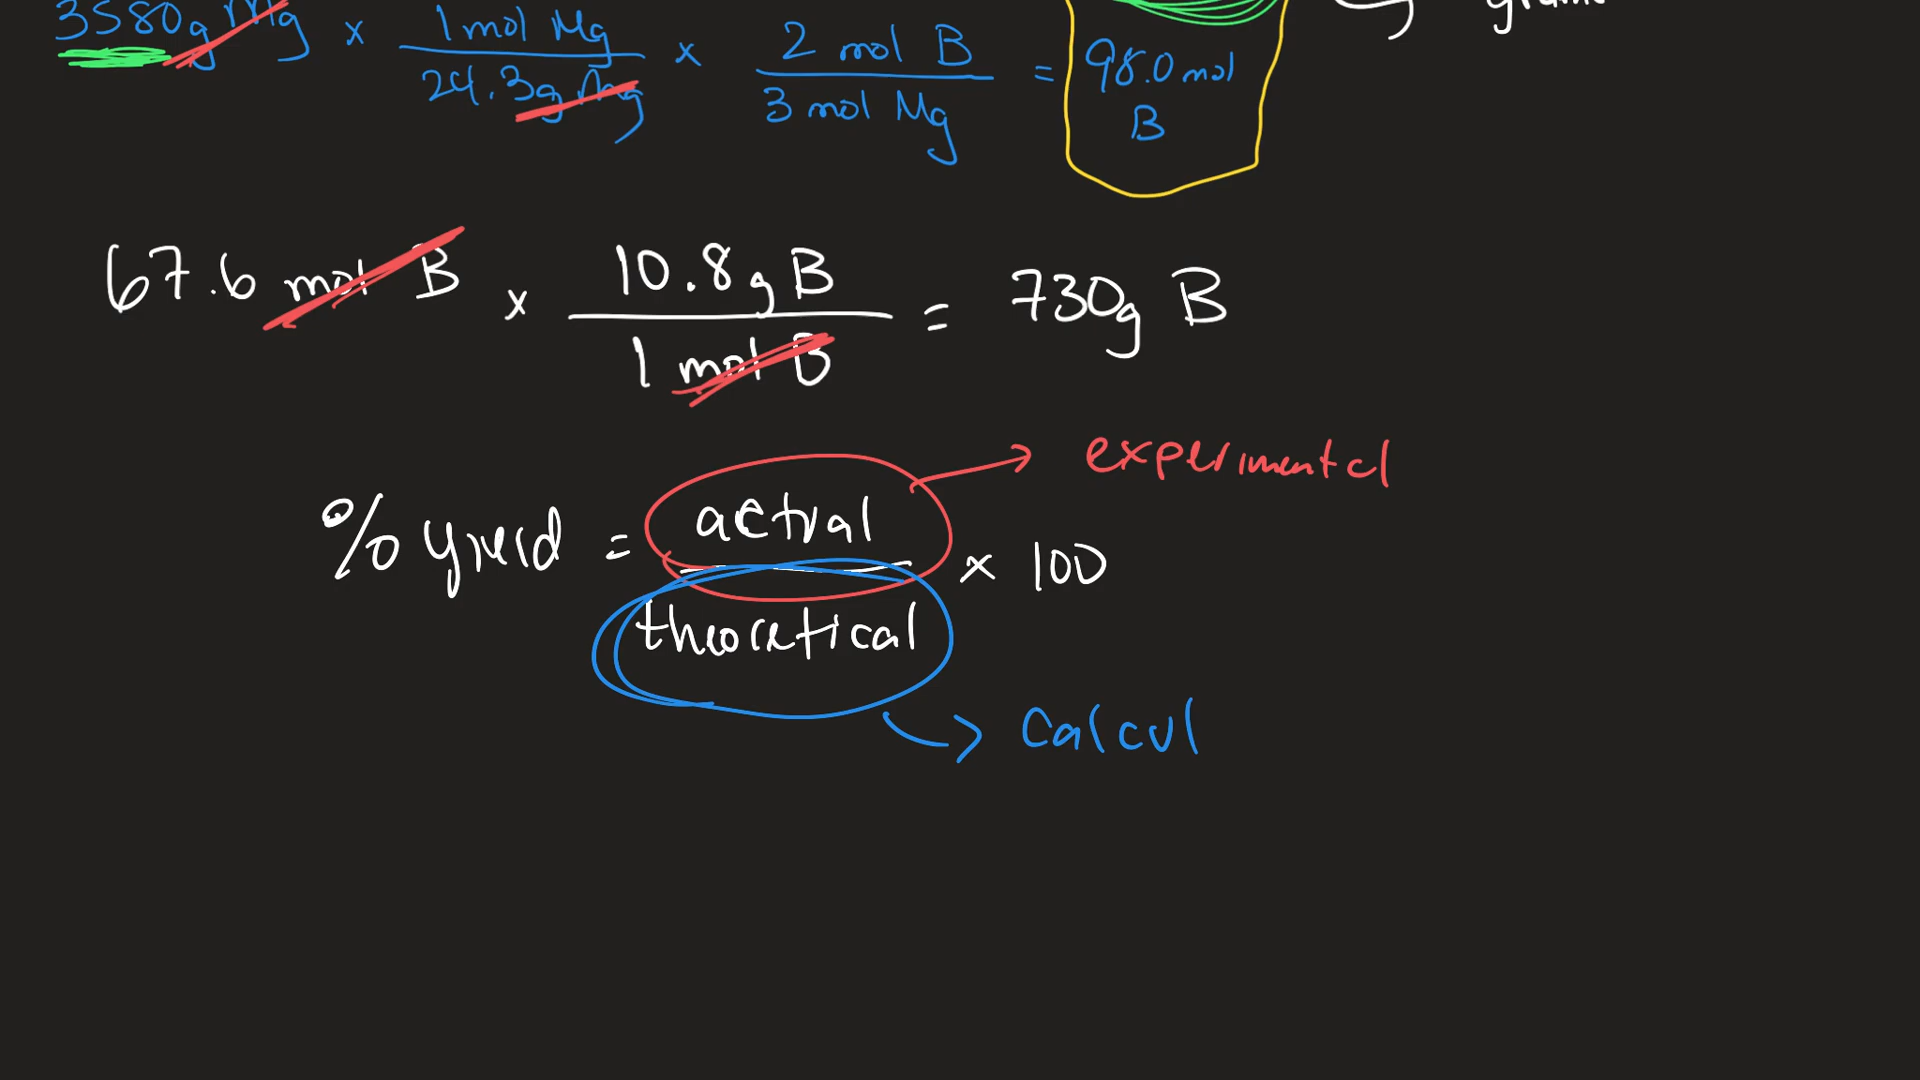 3580g Mg x 1 mol Mg / 24.3g Mg x 2 mol B / 3 mol Mg = 98.0 mol B
67.6 mol B x 10.8g B / 1 mol B = 730g B
experimental
% yield = actual / theoretical x 100
Calcul